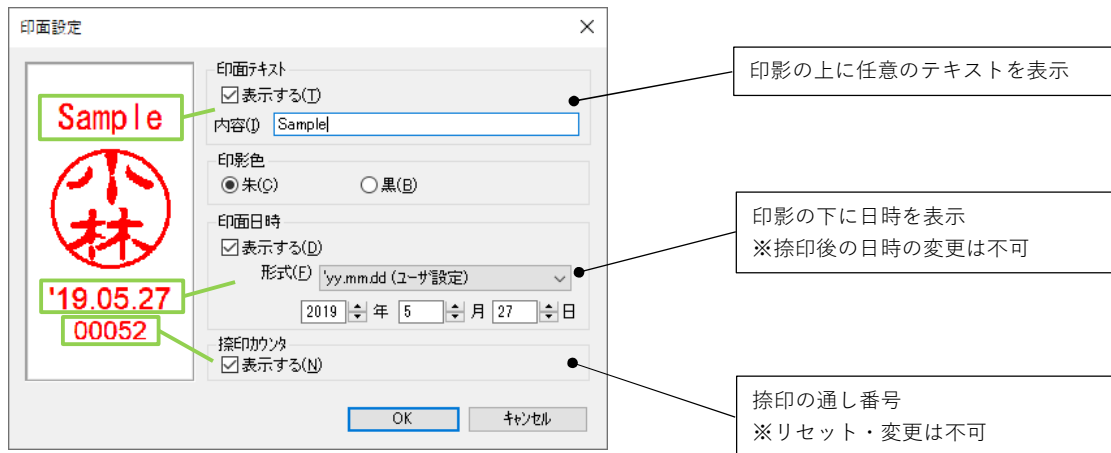 印面設定
Sample
小林
'19.05.27
00052
印面テキスト
表示する(T)
内容(I) Sample
印影色
朱(C) 黒(B)
印面日時
表示する(D)
形式(F) 'yy.mm.dd (ユーザ設定)
2019 年 5 月 27 日
捺印カウンタ
表示する(N)
OK キャンセル
印影の上に任意のテキストを表示
印影の下に日時を表示
※捺印後の日時の変更は不可
捺印の通し番号
※リセット・変更は不可